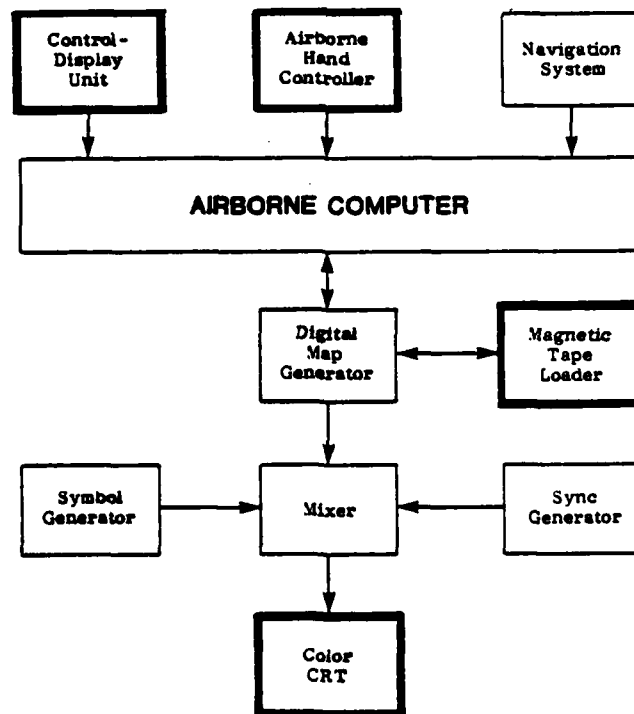 Control-
Display
Unit
Airborne
Hand
Controller
Navigation
System
AIRBORNE COMPUTER
Digital
Map
Generator
Magnetic
Tape
Loader
Symbol
Generator
Mixer
Sync
Generator
Color
CRT